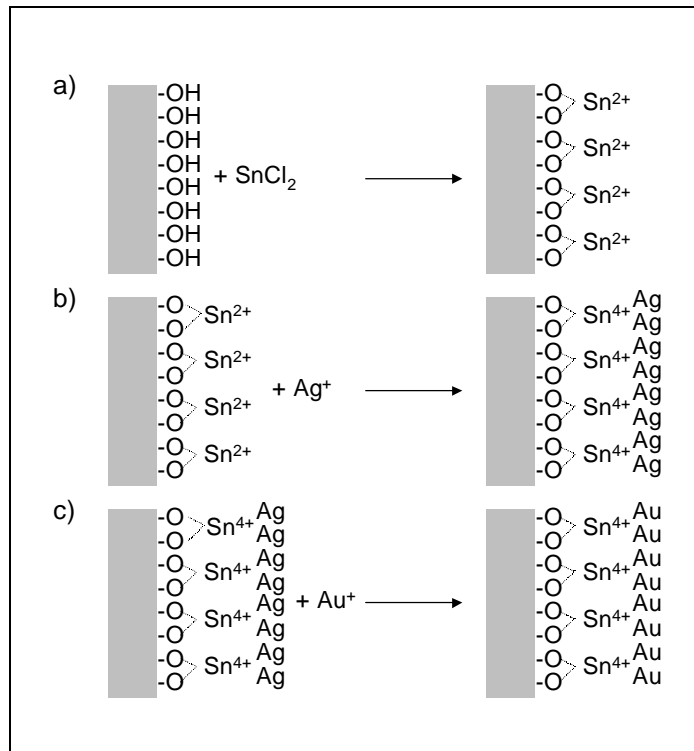 a)
-OH
-OH
-OH
-OH
-OH
-OH
-OH
-OH
+ SnCl₂
-O
-O Sn²⁺
-O
-O Sn²⁺
-O
-O Sn²⁺
-O
-O Sn²⁺
b)
-O
-O Sn²⁺
-O
-O Sn²⁺
-O
-O Sn²⁺
-O
-O Sn²⁺
+ Ag⁺
-O Ag
-O Sn⁴⁺ Ag
-O Ag
-O Sn⁴⁺ Ag
-O Ag
-O Sn⁴⁺ Ag
-O Ag
-O Sn⁴⁺ Ag
c)
-O Ag
-O Sn⁴⁺ Ag
-O Ag
-O Sn⁴⁺ Ag
-O Ag
-O Sn⁴⁺ Ag
-O Ag
-O Sn⁴⁺ Ag
+ Au⁺
-O Au
-O Sn⁴⁺ Au
-O Au
-O Sn⁴⁺ Au
-O Au
-O Sn⁴⁺ Au
-O Au
-O Sn⁴⁺ Au